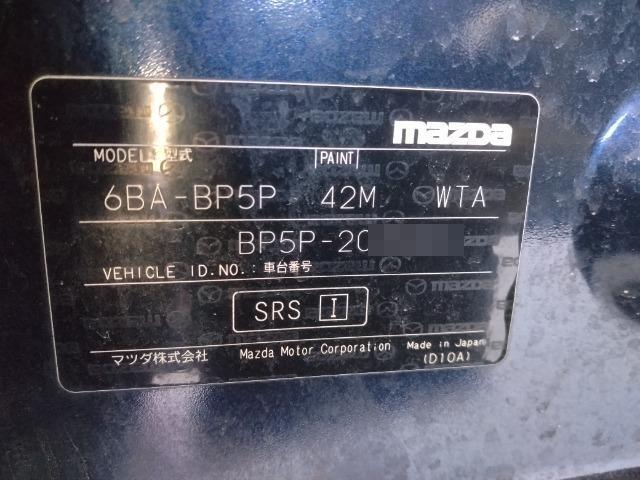 mazda
MODEL 型式 PAINT
6BA-BP5P 42M WTA
BP5P-20
VEHICLE ID.NO.: 車台番号
SRS I
マツダ株式会社 Mazda Motor Corporation Made in Japan
(D10A)